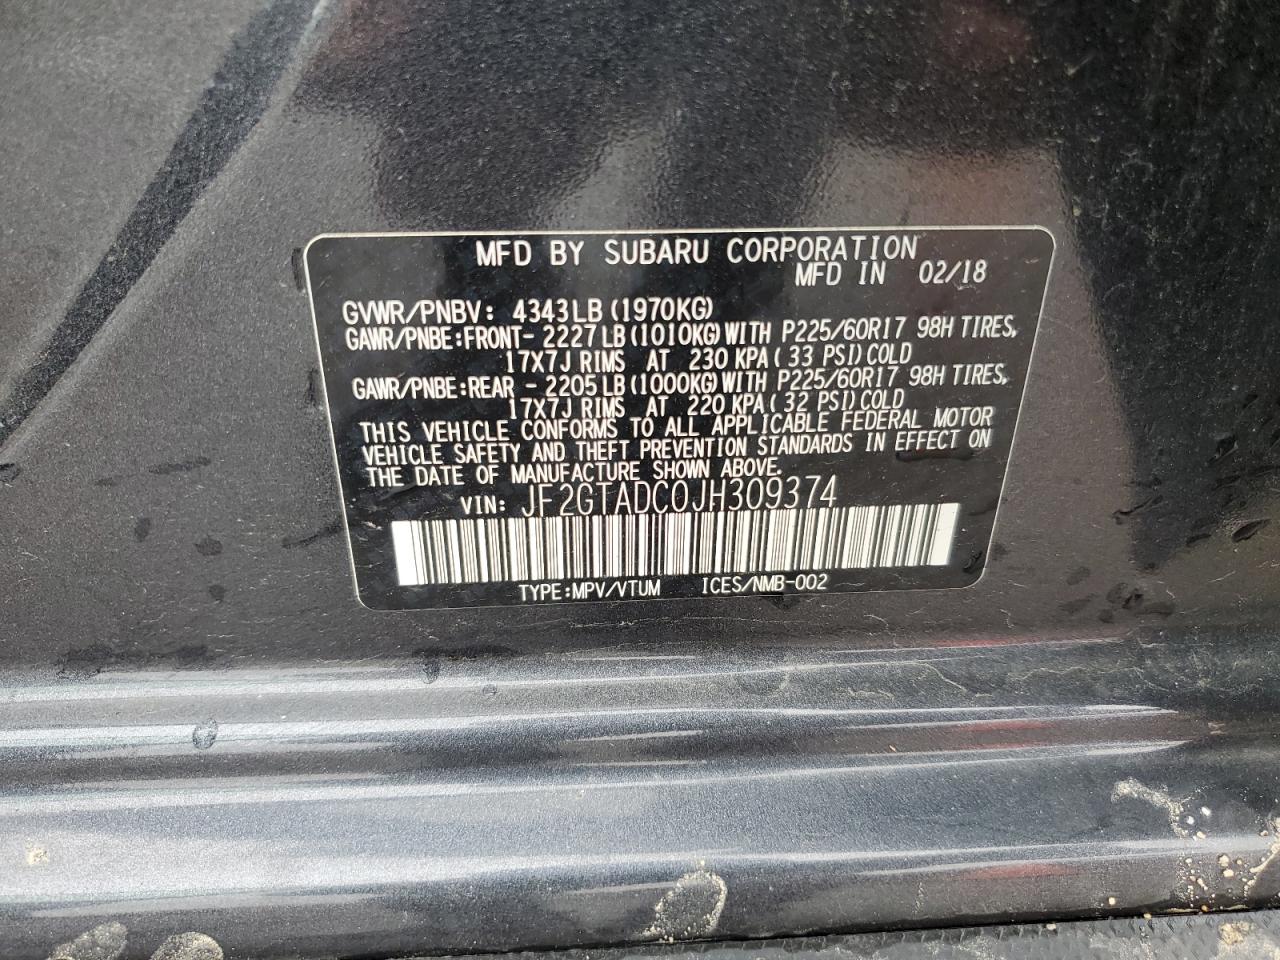 MFD BY SUBARU CORPORATION
MFD IN 02/18
GVWR/PNBV: 4343LB (1970KG)
GAWR/PNBE:FRONT- 2227LB(1010KG)WITH P225/60R17 98H TIRES,
17X7J RIMS AT 230 KPA(33 PSI)COLD
GAWR/PNBE:REAR - 2205LB(1000KG)WITH P225/60R17 98H TIRES,
17X7J RIMS AT 220 KPA(32 PSI)COLD
THIS VEHICLE CONFORMS TO ALL APPLICABLE FEDERAL MOTOR
VEHICLE SAFETY AND THEFT PREVENTION STANDARDS IN EFFECT ON
THE DATE OF MANUFACTURE SHOWN ABOVE.
VIN: JF2GTADC0JH309374
TYPE:MPV/VTUM ICES/NMB-002